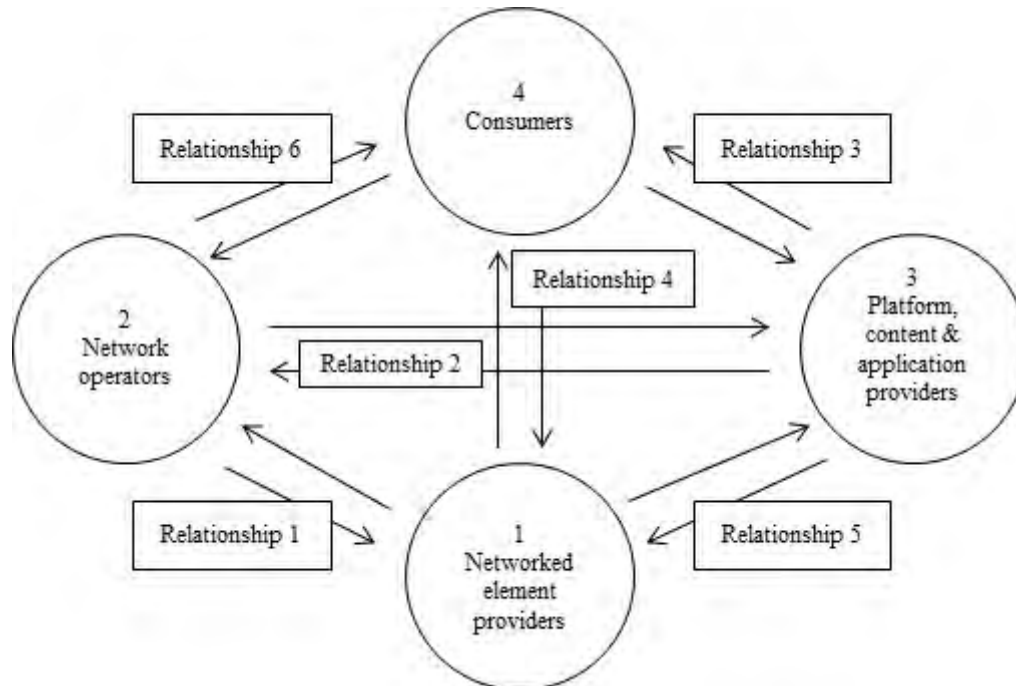 4
Consumers
Relationship 6
Relationship 3
Relationship 4
2
Network
operators
3
Platform,
content &
application
providers
Relationship 2
Relationship 1
Relationship 5
1
Networked
element
providers